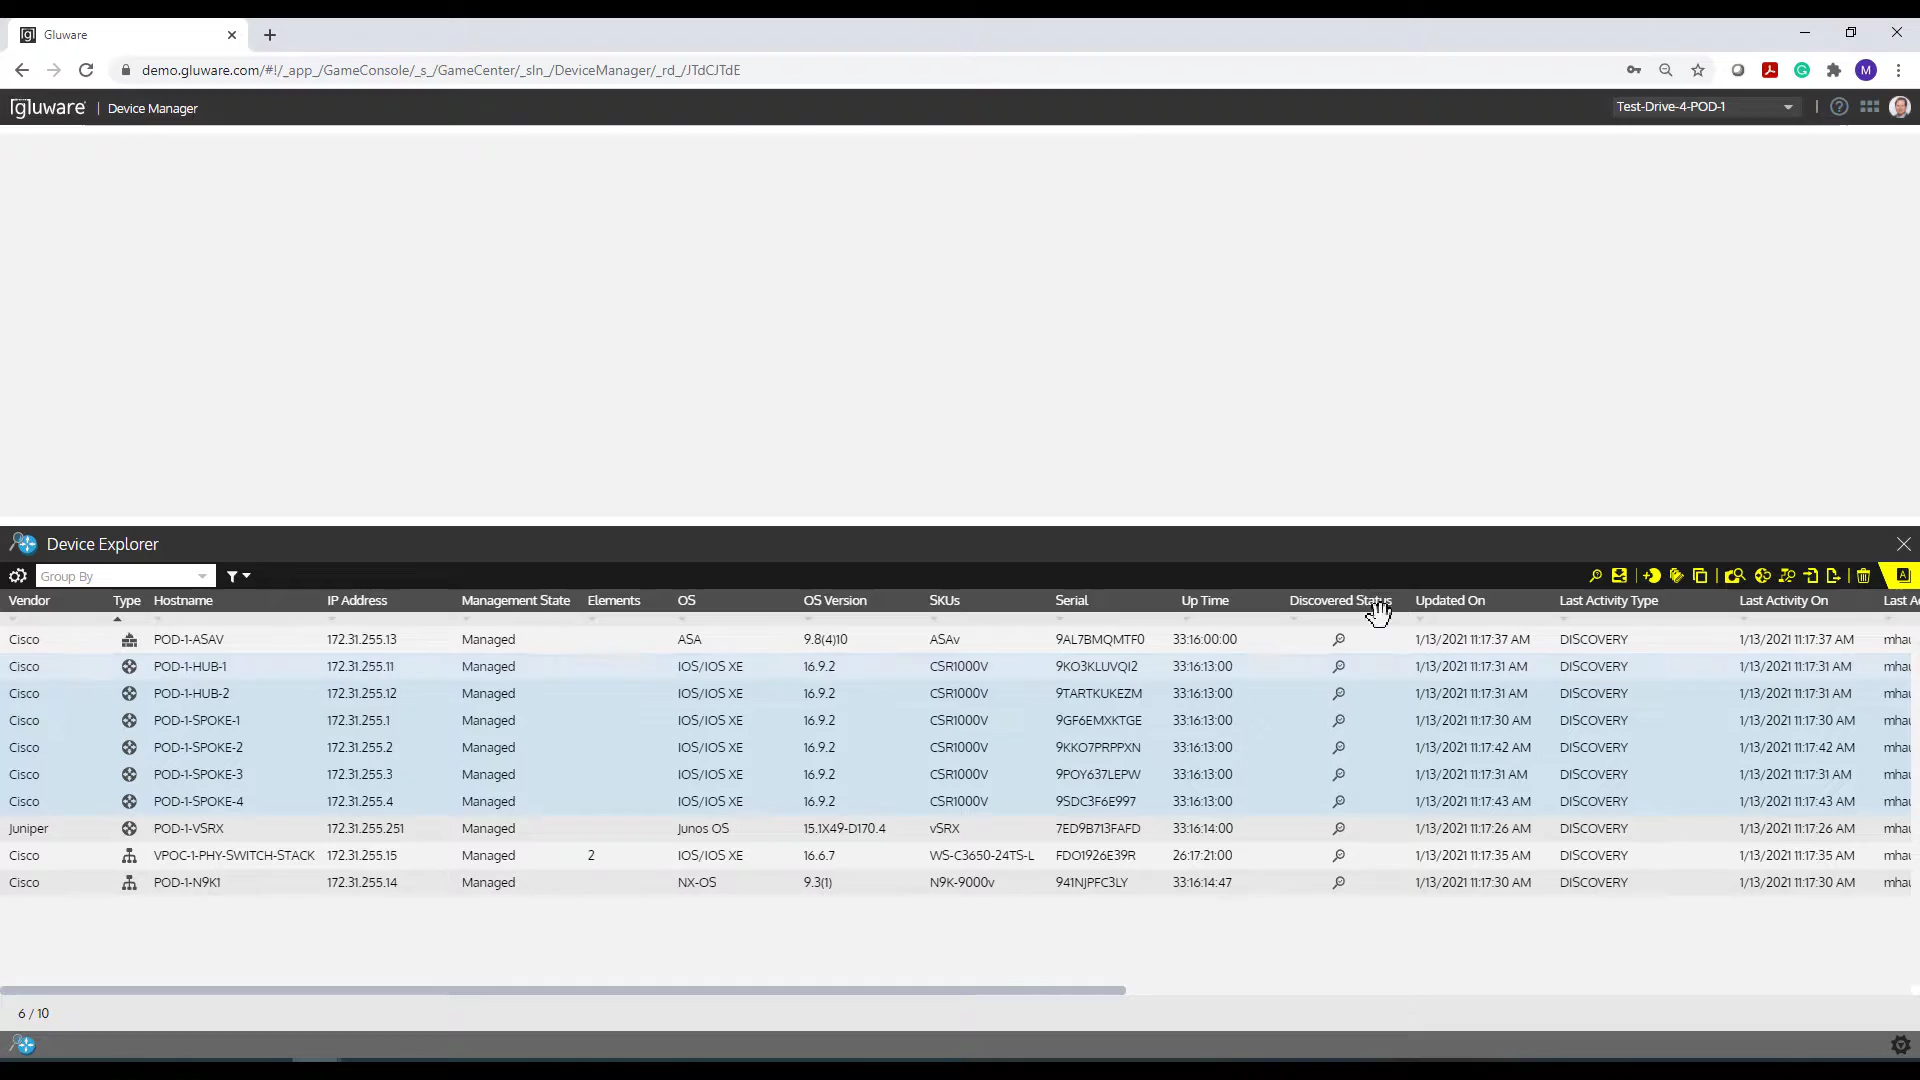 Gluware
demo.gluware.com/#!/_app_/GameConsole/_s_/GameCenter/_sln_/DeviceManager/_rd_/JTdCJTdE
M
gluware | Device Manager
Test-Drive-4-POD-1
Device Explorer
Group By
A
Vendor Type Hostname IP Address Management State Elements OS OS Version SKUs Serial Up Time Discovered Status Updated On Last Activity Type Last Activity On Last Ac
Cisco POD-1-ASAV 172.31.255.13 Managed ASA 9.8(4)10 ASAv 9AL7BMQMTF0 33:16:00:00 1/13/2021 11:17:37 AM DISCOVERY 1/13/2021 11:17:37 AM mhau
Cisco POD-1-HUB-1 172.31.255.11 Managed IOS/IOS XE 16.9.2 CSR1000V 9KO3KLUVQI2 33:16:13:00 1/13/2021 11:17:31 AM DISCOVERY 1/13/2021 11:17:31 AM mhau
Cisco POD-1-HUB-2 172.31.255.12 Managed IOS/IOS XE 16.9.2 CSR1000V 9TARTKUKEZM 33:16:13:00 1/13/2021 11:17:31 AM DISCOVERY 1/13/2021 11:17:31 AM mhau
Cisco POD-1-SPOKE-1 172.31.255.1 Managed IOS/IOS XE 16.9.2 CSR1000V 9GF6EMXKTGE 33:16:13:00 1/13/2021 11:17:30 AM DISCOVERY 1/13/2021 11:17:30 AM mhau
Cisco POD-1-SPOKE-2 172.31.255.2 Managed IOS/IOS XE 16.9.2 CSR1000V 9KKO7PRPPXN 33:16:13:00 1/13/2021 11:17:42 AM DISCOVERY 1/13/2021 11:17:42 AM mhau
Cisco POD-1-SPOKE-3 172.31.255.3 Managed IOS/IOS XE 16.9.2 CSR1000V 9POY637LEPW 33:16:13:00 1/13/2021 11:17:31 AM DISCOVERY 1/13/2021 11:17:31 AM mhau
Cisco POD-1-SPOKE-4 172.31.255.4 Managed IOS/IOS XE 16.9.2 CSR1000V 9SDC3F6E997 33:16:13:00 1/13/2021 11:17:43 AM DISCOVERY 1/13/2021 11:17:43 AM mhau
Juniper POD-1-VSRX 172.31.255.251 Managed Junos OS 15.1X49-D170.4 vSRX 7ED9B713FAFD 33:16:14:00 1/13/2021 11:17:26 AM DISCOVERY 1/13/2021 11:17:26 AM mhau
Cisco VPOC-1-PHY-SWITCH-STACK 172.31.255.15 Managed 2 IOS/IOS XE 16.6.7 WS-C3650-24TS-L FDO1926E39R 26:17:21:00 1/13/2021 11:17:35 AM DISCOVERY 1/13/2021 11:17:35 AM mhau
Cisco POD-1-N9K1 172.31.255.14 Managed NX-OS 9.3(1) N9K-9000v 941NJPFC3LY 33:16:14:47 1/13/2021 11:17:30 AM DISCOVERY 1/13/2021 11:17:30 AM mhau
6 / 10